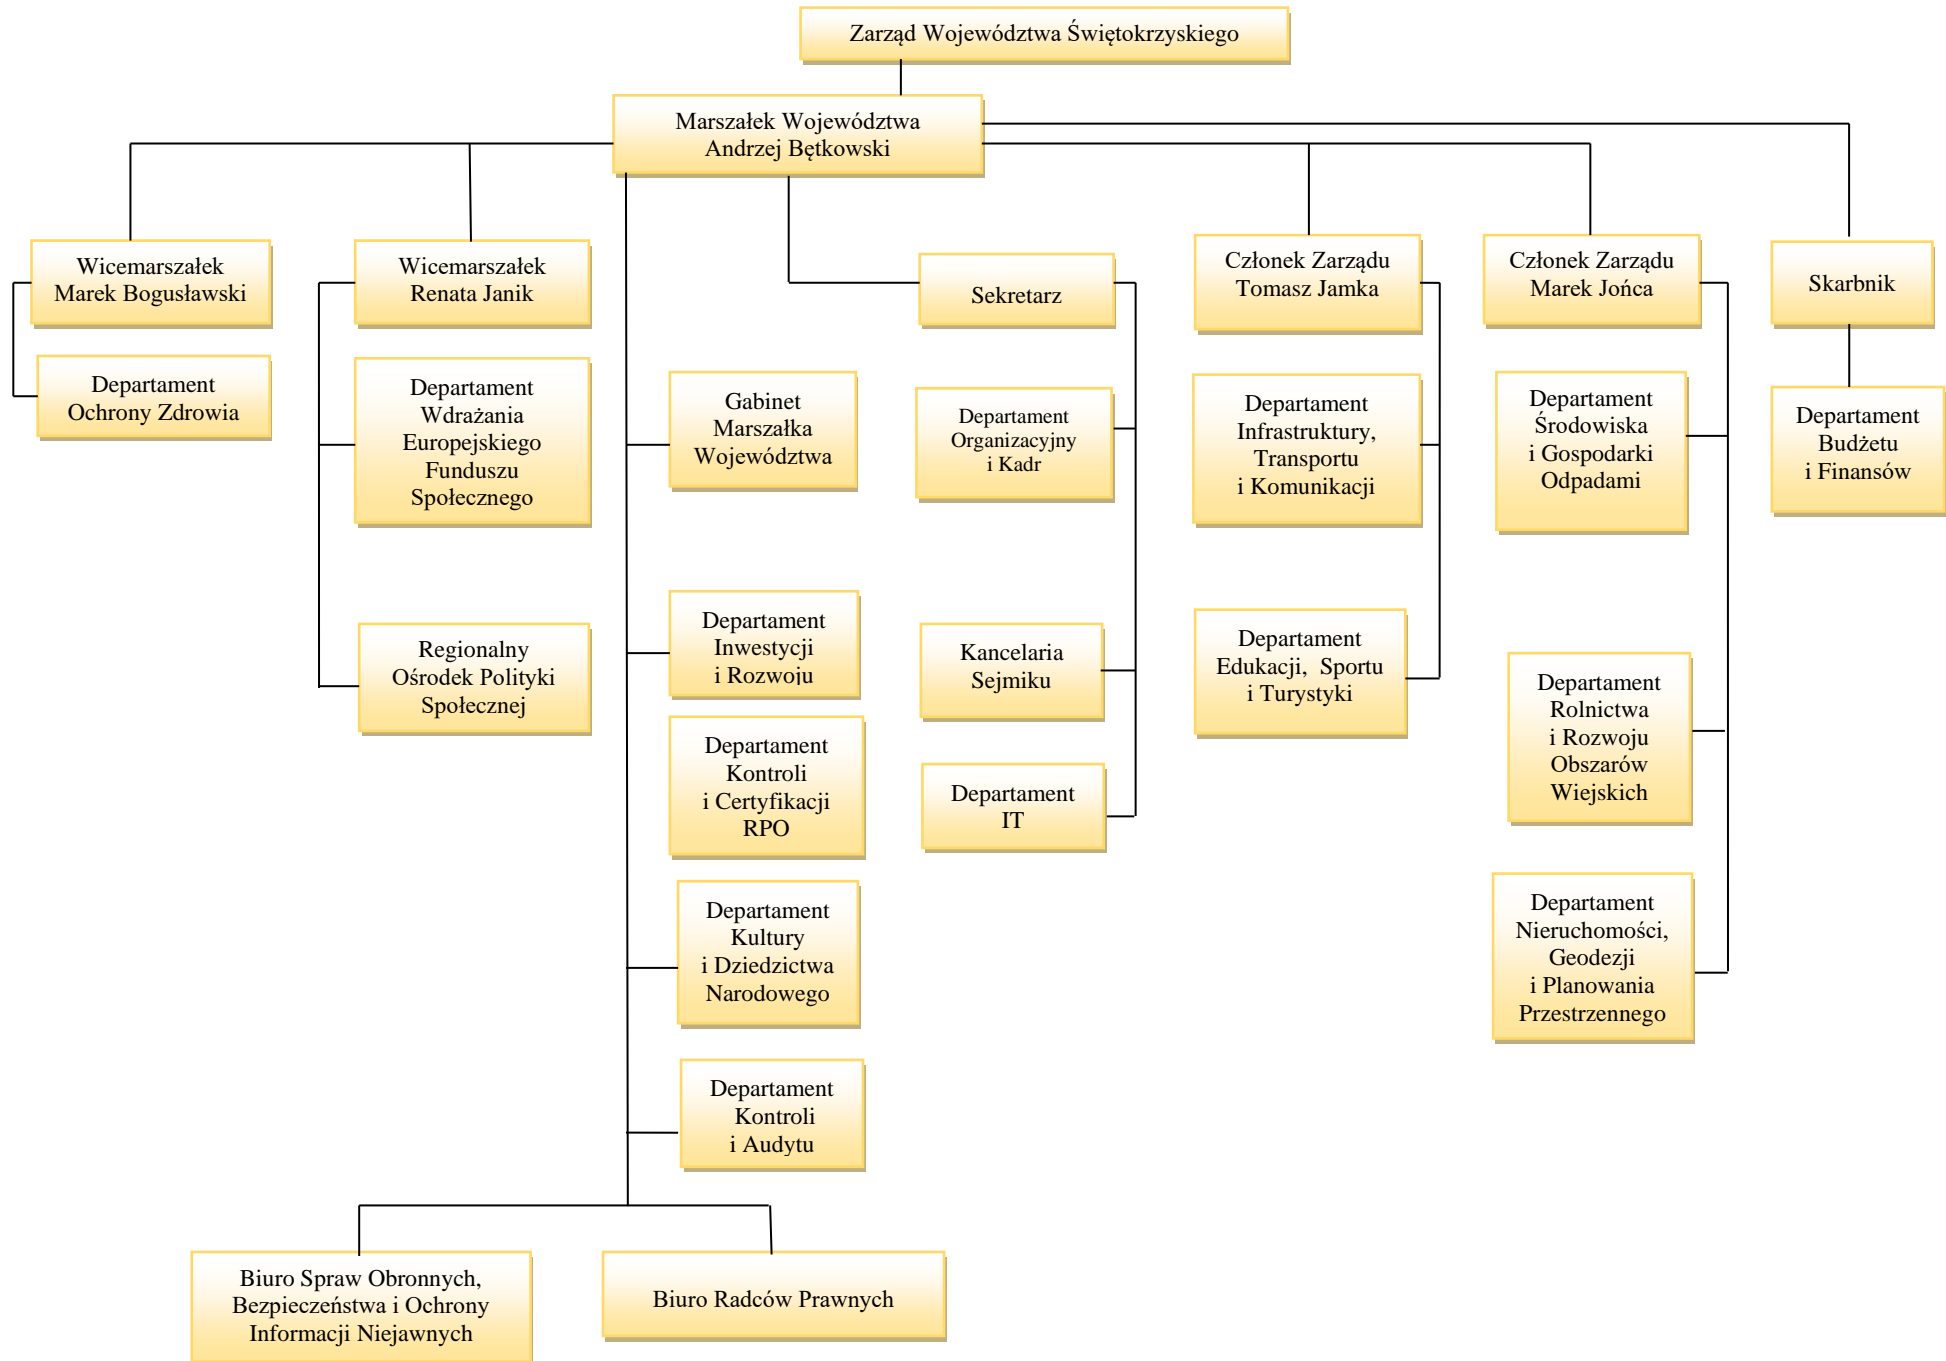 Zarząd Województwa Świętokrzyskiego
Marszałek Województwa
Andrzej Bętkowski
Wicemarszałek
Marek Bogusławski
Wicemarszałek
Renata Janik
Sekretarz
Członek Zarządu
Tomasz Jamka
Członek Zarządu
Marek Jońca
Skarbnik
Departament
Ochrony Zdrowia
Departament
Wdrażania
Europejskiego
Funduszu
Społecznego
Gabinet
Marszałka
Województwa
Departament
Organizacyjny
i Kadr
Departament
Infrastruktury,
Transportu
i Komunikacji
Departament
Środowiska
i Gospodarki
Odpadami
Departament
Budżetu
i Finansów
Regionalny
Ośrodek Polityki
Społecznej
Departament
Inwestycji
i Rozwoju
Kancelaria
Sejmiku
Departament
Edukacji, Sportu
i Turystyki
Departament
Rolnictwa
i Rozwoju
Obszarów
Wiejskich
Departament
Kontroli
i Certyfikacji
RPO
Departament
IT
Departament
Kultury
i Dziedzictwa
Narodowego
Departament
Nieruchomości,
Geodezji
i Planowania
Przestrzennego
Departament
Kontroli
i Audytu
Biuro Spraw Obronnych,
Bezpieczeństwa i Ochrony
Informacji Niejawnych
Biuro Radców Prawnych